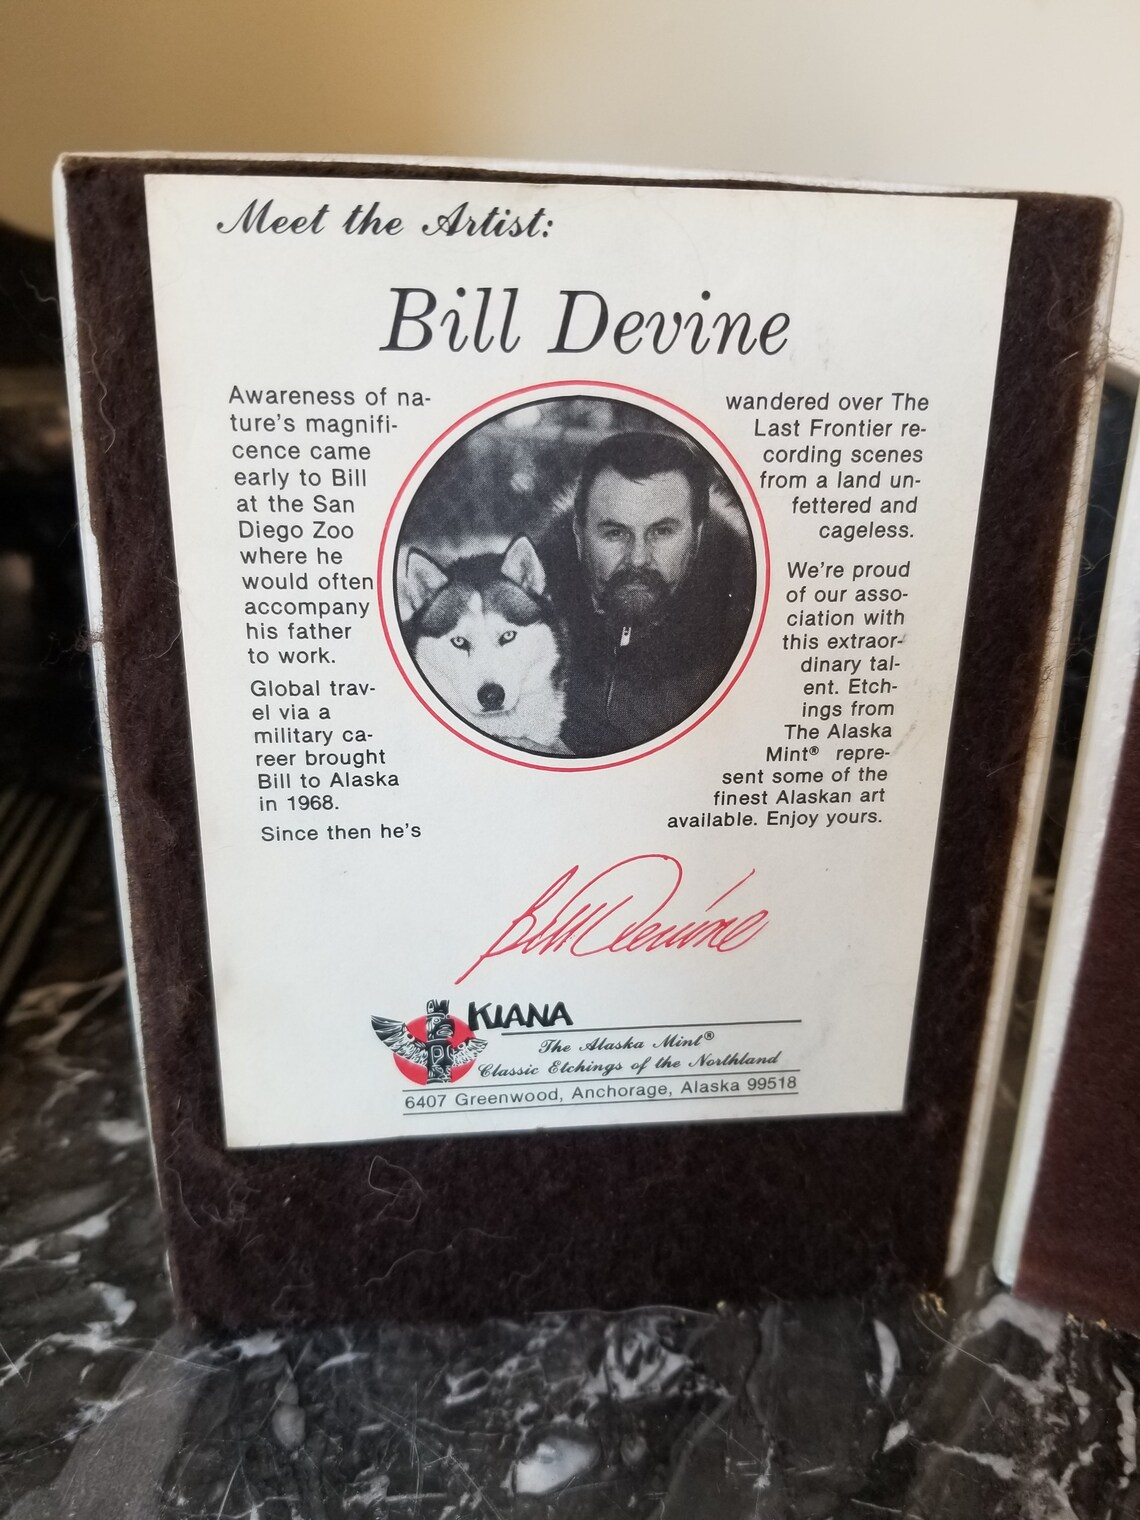 Meet the Artist:
Bill Devine
Awareness of na-
ture's magnifi-
cence came
early to Bill
at the San
Diego Zoo
where he
would often
accompany
his father
to work.
Global trav-
el via a
military ca-
reer brought
Bill to Alaska
in 1968.
Since then he's
wandered over The
Last Frontier re-
cording scenes
from a land un-
fettered and
cageless.
We're proud
of our asso-
ciation with
this extraor-
dinary tal-
ent. Etch-
ings from
The Alaska
Mint® repre-
sent some of the
finest Alaskan art
available. Enjoy yours.
Bill Devine
KIANA
The Alaska Mint®
Classic Etchings of the Northland
6407 Greenwood, Anchorage, Alaska 99518